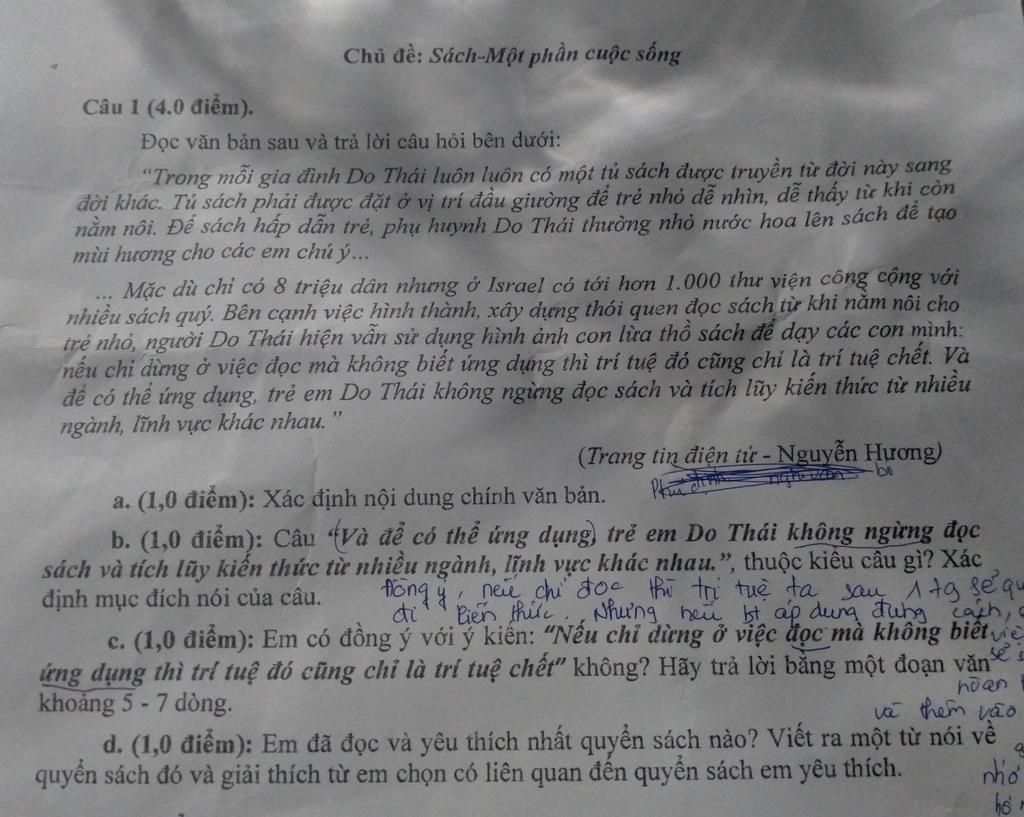 Chủ đề: Sách-Một phần cuộc sống
Câu 1 (4.0 điểm).
Đọc văn bản sau và trả lời câu hỏi bên dưới:
"Trong mỗi gia đình Do Thái luôn luôn có một tủ sách được truyền từ đời này sang
đời khác. Tủ sách phải được đặt ở vị trí đầu giường để trẻ nhỏ dễ nhìn, dễ thấy từ khi còn
nằm nôi. Để sách hấp dẫn trẻ, phụ huynh Do Thái thường nhỏ nước hoa lên sách để tạo
mùi hương cho các em chú ý...
... Mặc dù chỉ có 8 triệu dân nhưng ở Israel có tới hơn 1.000 thư viện công cộng với
nhiều sách quý. Bên cạnh việc hình thành, xây dựng thói quen đọc sách từ khi nằm nôi cho
trẻ nhỏ, người Do Thái hiện vẫn sử dụng hình ảnh con lừa thồ sách để dạy các con mình:
nếu chỉ dừng ở việc đọc mà không biết ứng dụng thì trí tuệ đó cũng chỉ là trí tuệ chết. Và
để có thể ứng dụng, trẻ em Do Thái không ngừng đọc sách và tích lũy kiến thức từ nhiều
ngành, lĩnh vực khác nhau."
(Trang tin điện tử - Nguyễn Hương)
a. (1,0 điểm): Xác định nội dung chính văn bản.
b. (1,0 điểm): Câu "Và để có thể ứng dụng, trẻ em Do Thái không ngừng đọc
sách và tích lũy kiến thức từ nhiều ngành, lĩnh vực khác nhau.", thuộc kiểu câu gì? Xác
định mục đích nói của câu.
Đồng ý, nếu chỉ đọc thì trị tuệ ta sau 1 tg sẽ
đi kiến thức. Nhưng nếu bt áp dụng đúng cách,
c. (1,0 điểm): Em có đồng ý với ý kiến: "Nếu chỉ dừng ở việc đọc mà không biết
ứng dụng thì trí tuệ đó cũng chỉ là trí tuệ chết" không? Hãy trả lời bằng một đoạn văn
khoảng 5 - 7 dòng.
và thêm vào
d. (1,0 điểm): Em đã đọc và yêu thích nhất quyển sách nào? Viết ra một từ nói về
quyển sách đó và giải thích từ em chọn có liên quan đến quyển sách em yêu thích.